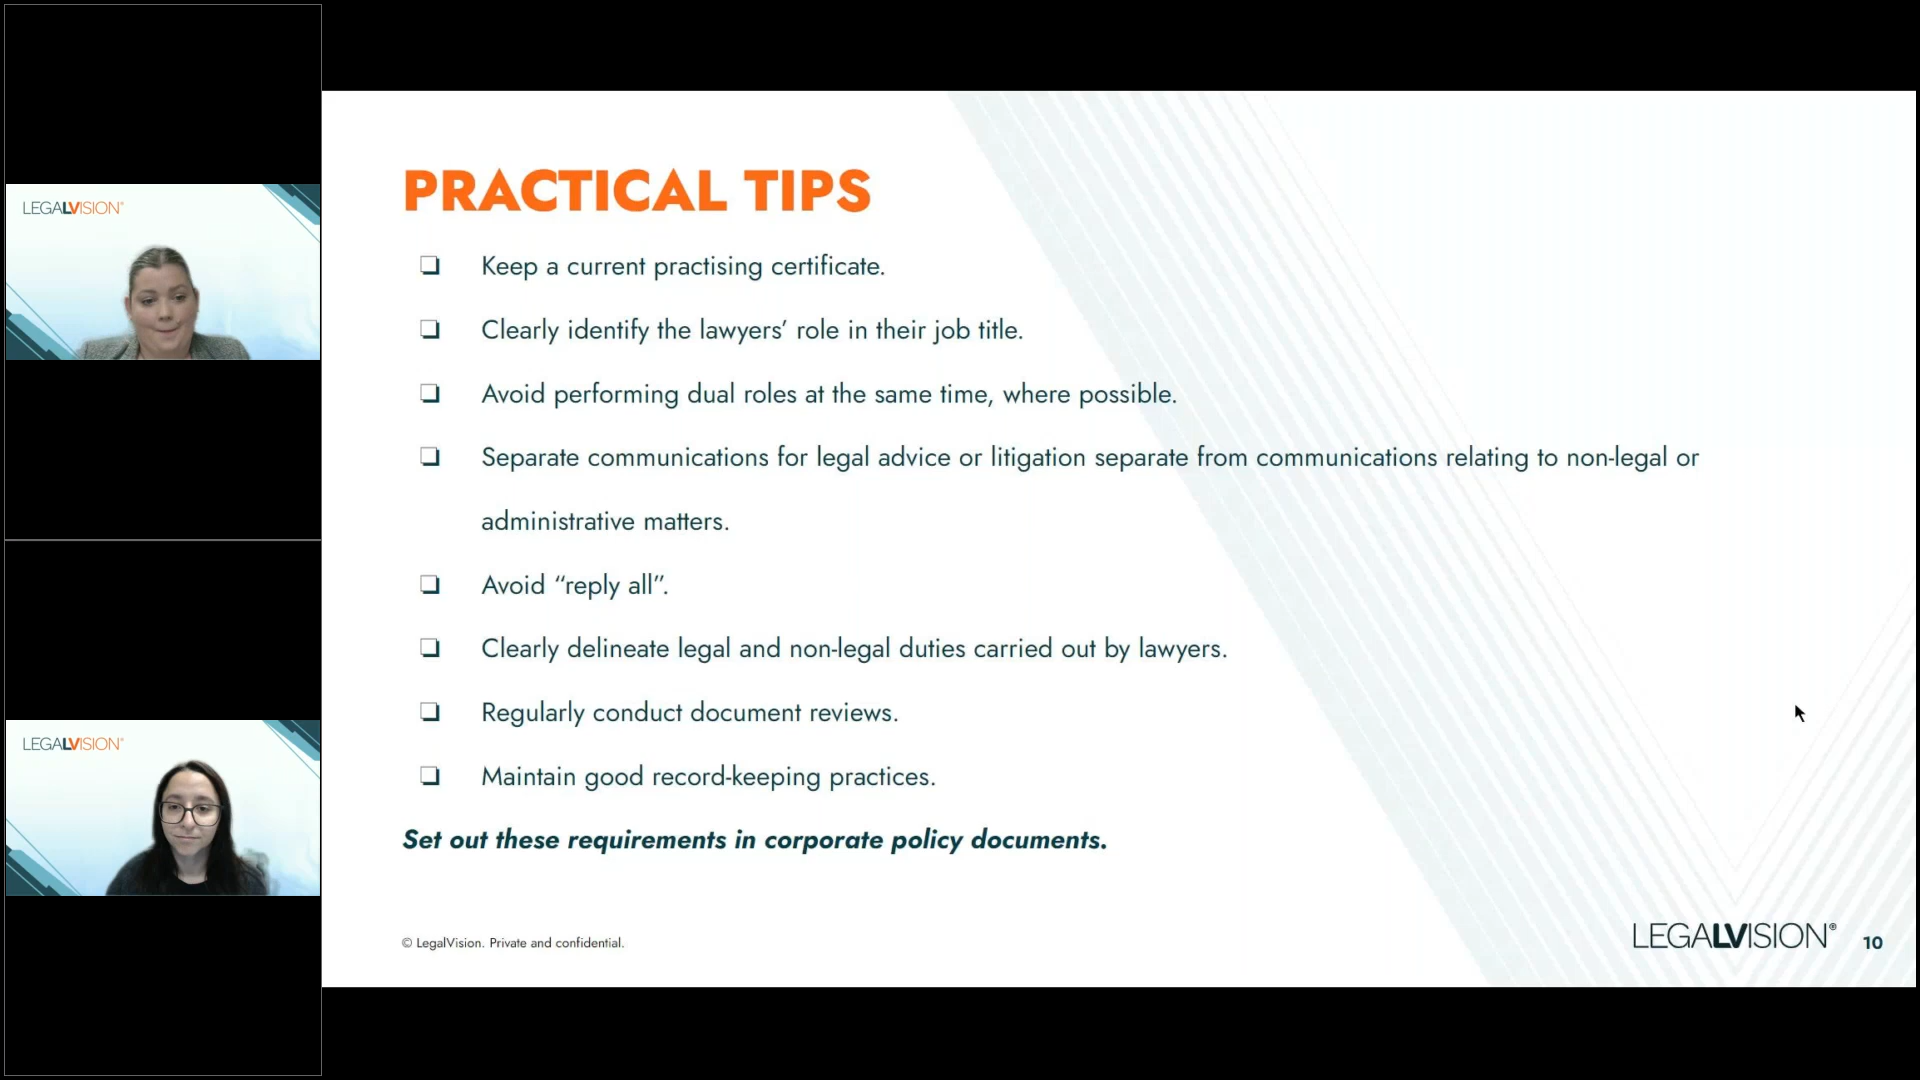 LEGALVISION®
LEGALVISION®
PRACTICAL TIPS
❏ Keep a current practising certificate.
❏ Clearly identify the lawyers’ role in their job title.
❏ Avoid performing dual roles at the same time, where possible.
❏ Separate communications for legal advice or litigation separate from communications relating to non-legal or
administrative matters.
❏ Avoid “reply all”.
❏ Clearly delineate legal and non-legal duties carried out by lawyers.
❏ Regularly conduct document reviews.
❏ Maintain good record-keeping practices.
Set out these requirements in corporate policy documents.
© LegalVision. Private and confidential.
LEGALVISION®
10